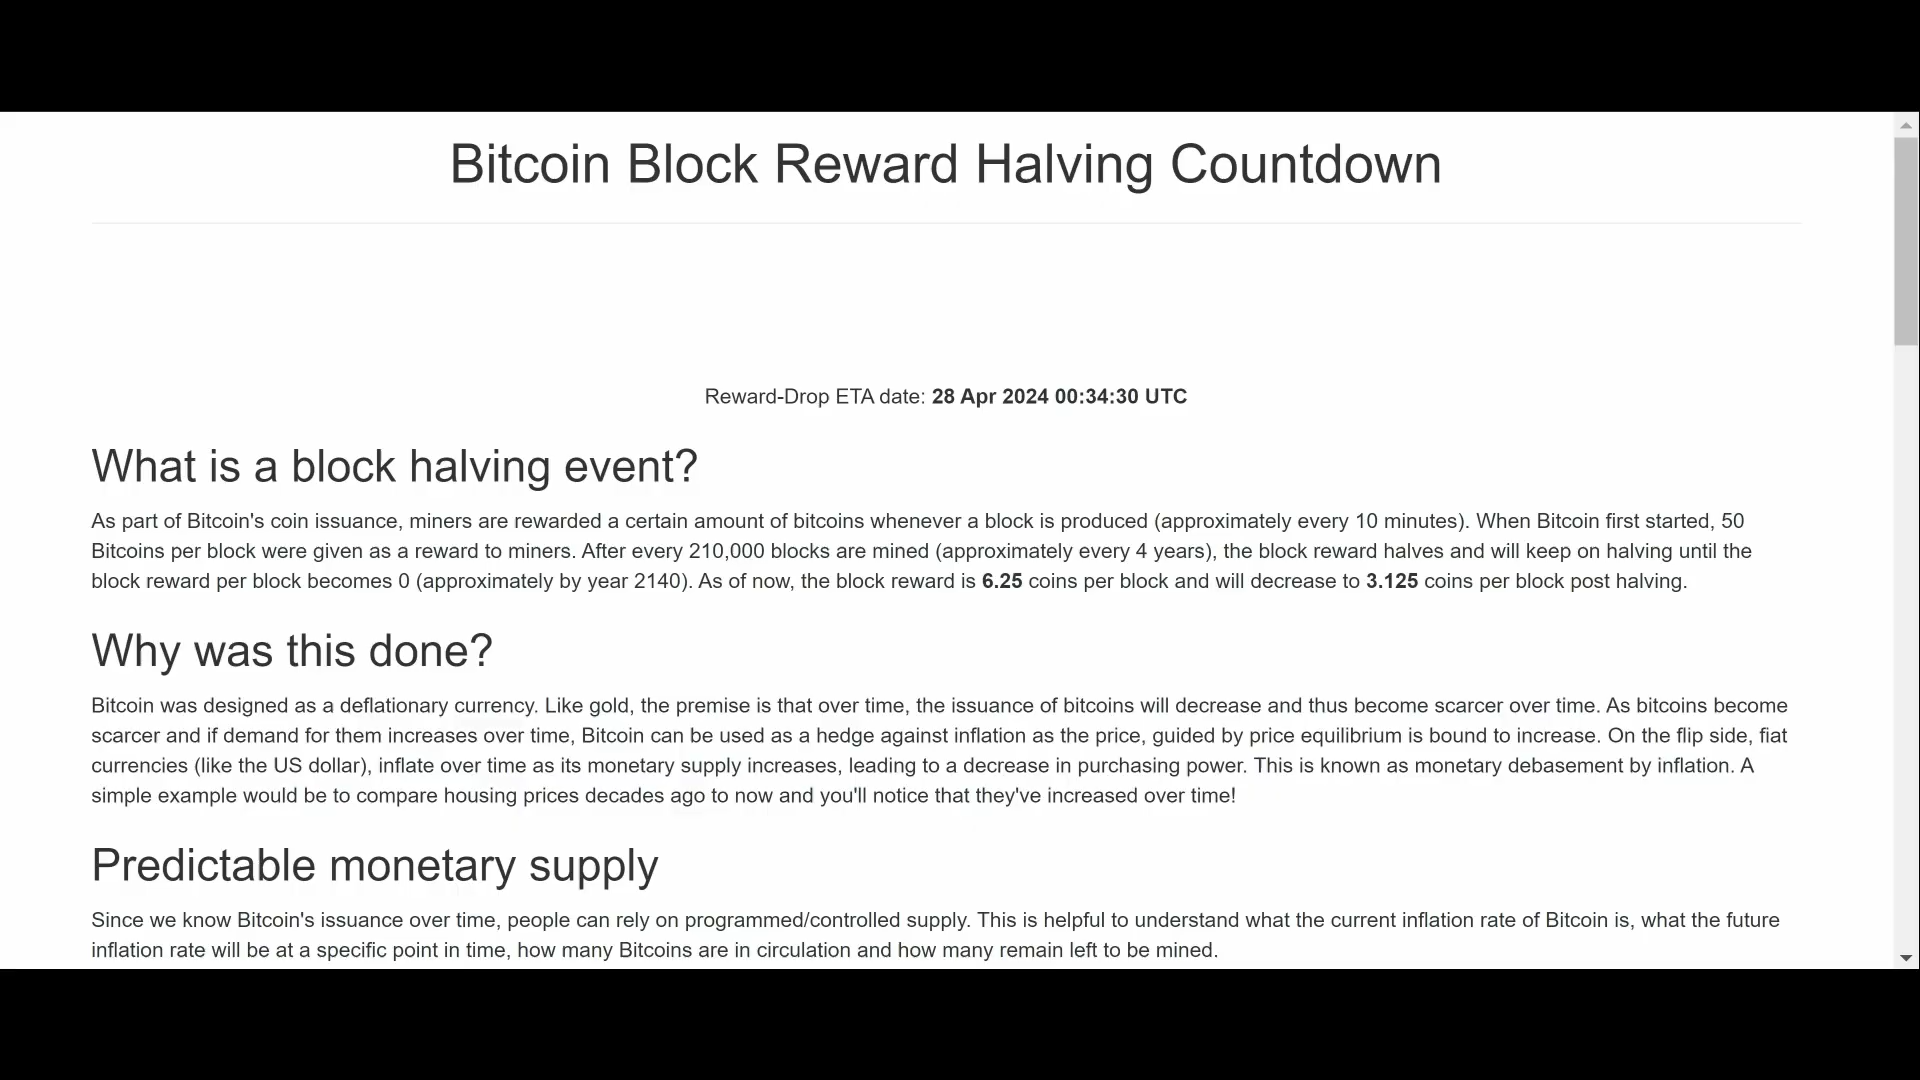 Bitcoin Block Reward Halving Countdown
Reward-Drop ETA date: 28 Apr 2024 00:34:30 UTC
What is a block halving event?
As part of Bitcoin's coin issuance, miners are rewarded a certain amount of bitcoins whenever a block is produced (approximately every 10 minutes). When Bitcoin first started, 50
Bitcoins per block were given as a reward to miners. After every 210,000 blocks are mined (approximately every 4 years), the block reward halves and will keep on halving until the
block reward per block becomes 0 (approximately by year 2140). As of now, the block reward is 6.25 coins per block and will decrease to 3.125 coins per block post halving.
Why was this done?
Bitcoin was designed as a deflationary currency. Like gold, the premise is that over time, the issuance of bitcoins will decrease and thus become scarcer over time. As bitcoins become
scarcer and if demand for them increases over time, Bitcoin can be used as a hedge against inflation as the price, guided by price equilibrium is bound to increase. On the flip side, fiat
currencies (like the US dollar), inflate over time as its monetary supply increases, leading to a decrease in purchasing power. This is known as monetary debasement by inflation. A
simple example would be to compare housing prices decades ago to now and you'll notice that they've increased over time!
Predictable monetary supply
Since we know Bitcoin's issuance over time, people can rely on programmed/controlled supply. This is helpful to understand what the current inflation rate of Bitcoin is, what the future
inflation rate will be at a specific point in time, how many Bitcoins are in circulation and how many remain left to be mined.